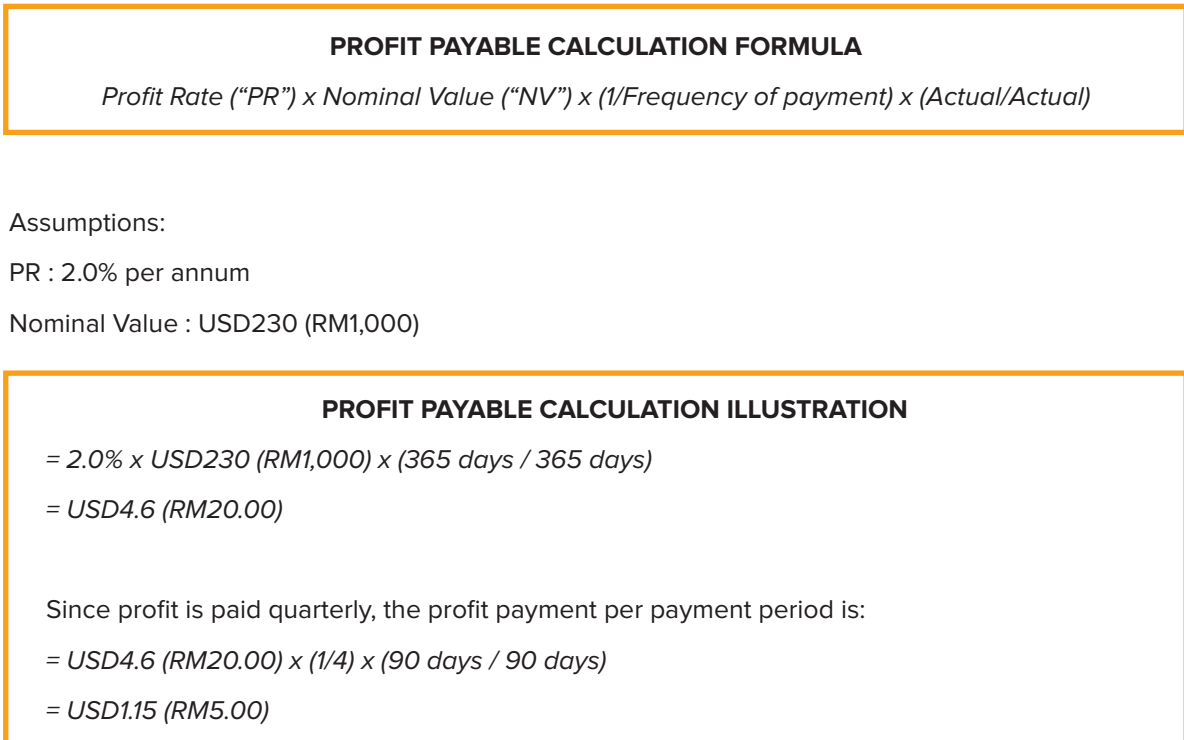 PROFIT PAYABLE CALCULATION FORMULA
Profit Rate (“PR”) x Nominal Value (“NV”) x (1/Frequency of payment) x (Actual/Actual)
Assumptions:
PR : 2.0% per annum
Nominal Value : USD230 (RM1,000)
PROFIT PAYABLE CALCULATION ILLUSTRATION
= 2.0% x USD230 (RM1,000) x (365 days / 365 days)
= USD4.6 (RM20.00)
Since profit is paid quarterly, the profit payment per payment period is:
= USD4.6 (RM20.00) x (1/4) x (90 days / 90 days)
= USD1.15 (RM5.00)